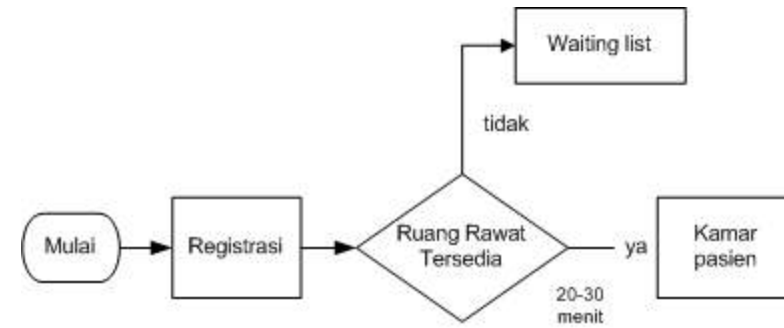 Waiting list
tidak
Mulai
Registrasi
Ruang Rawat
Tersedia
ya
Kamar
pasien
20-30
menit